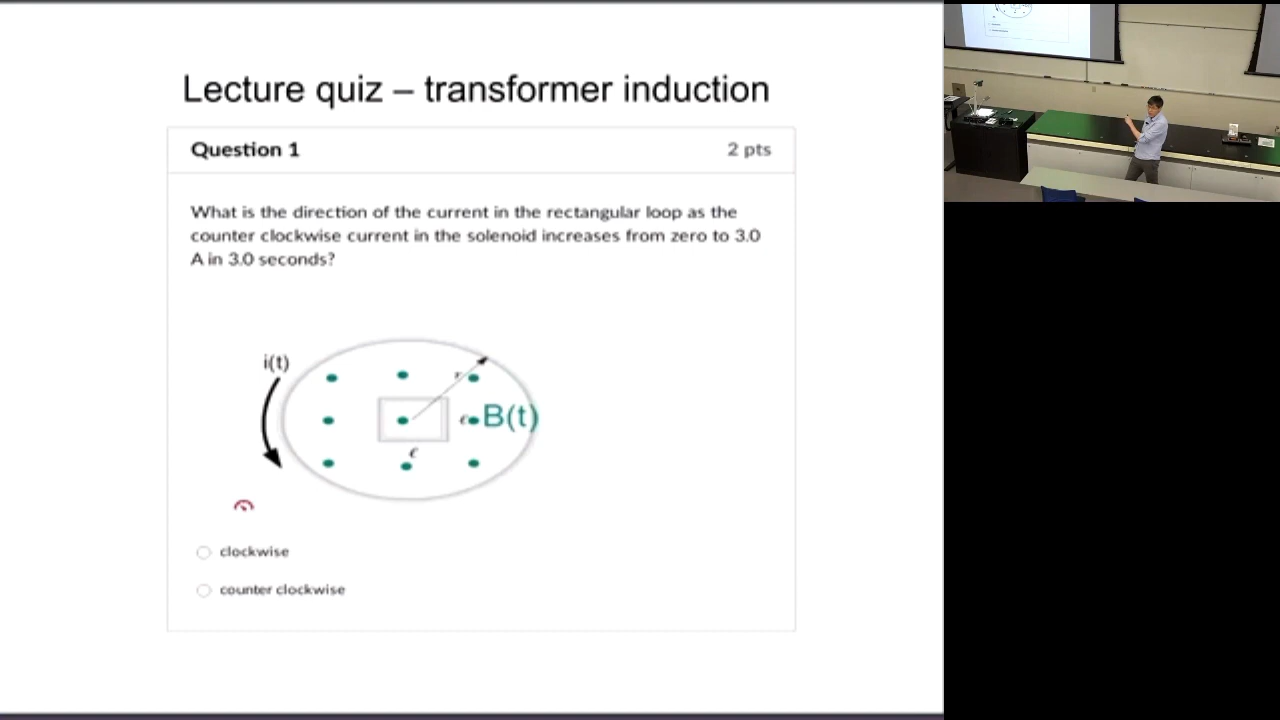 Lecture quiz – transformer induction
Question 1
2 pts
What is the direction of the current in the rectangular loop as the
counter clockwise current in the solenoid increases from zero to 3.0
A in 3.0 seconds?
i(t)
r
ℓ
B(t)
ℓ
clockwise
counter clockwise